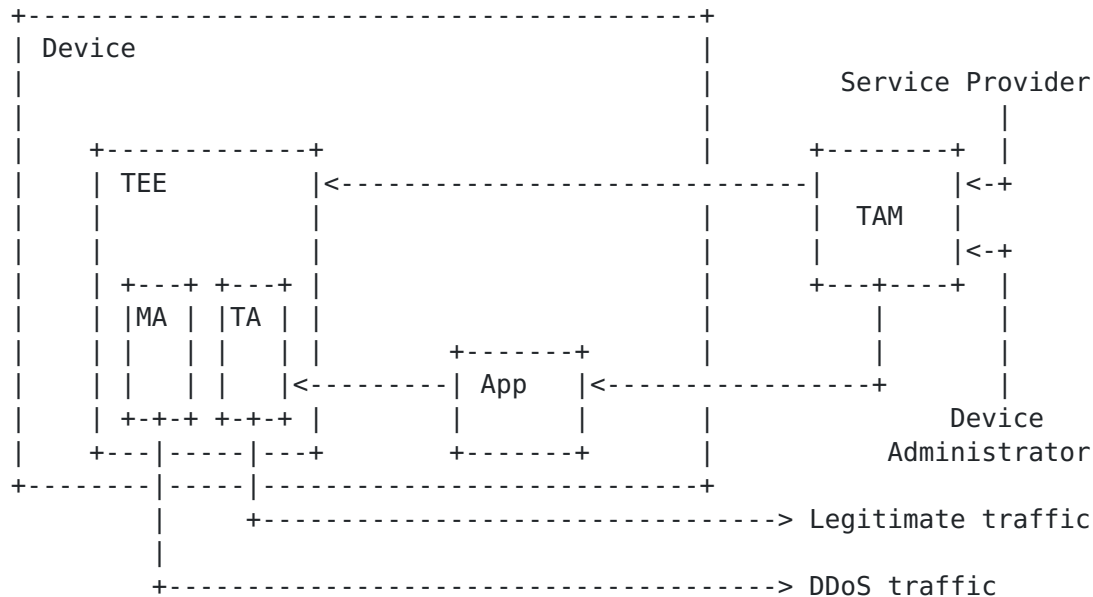 Device
Service Provider
TEE
TAM
MA TA
App
Device
Administrator
Legitimate traffic
DDoS traffic